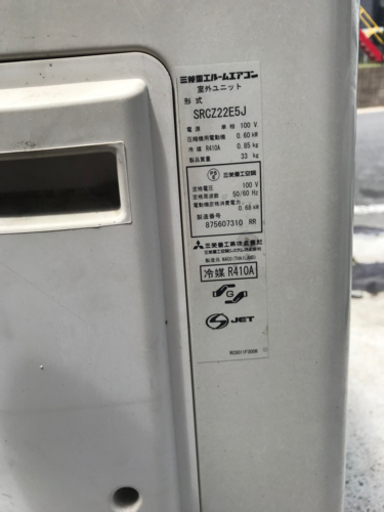 三菱重工ルームエアコン
室外ユニット
形式
SRCZ22E5J
電源 単相 100 V
圧縮機用電動機 0.60 kW
冷媒 R410A 0.85 kg
製品質量 33 kg
三菱重工空調
定格電圧 100 V
定格周波数 50/60 Hz
電動機定格消費電力 0.68 kW
製造番号
875607310 RR
三菱重工業株式会社
冷媒 R410A
G
JET